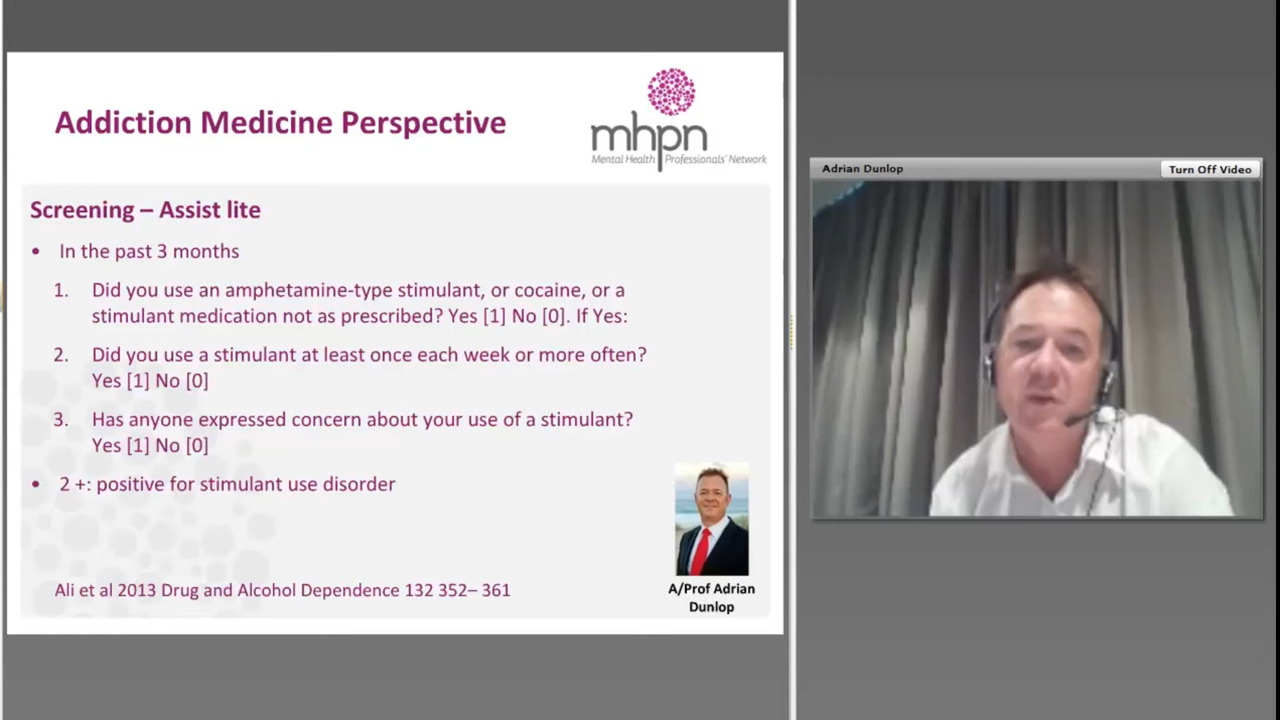 Addiction Medicine Perspective
mhpn
Mental Health Professionals' Network
Screening – Assist lite
• In the past 3 months
1. Did you use an amphetamine-type stimulant, or cocaine, or a
stimulant medication not as prescribed? Yes [1] No [0]. If Yes:
2. Did you use a stimulant at least once each week or more often?
Yes [1] No [0]
3. Has anyone expressed concern about your use of a stimulant?
Yes [1] No [0]
• 2 +: positive for stimulant use disorder
Ali et al 2013 Drug and Alcohol Dependence 132 352– 361
A/Prof Adrian
Dunlop
Adrian Dunlop
Turn Off Video